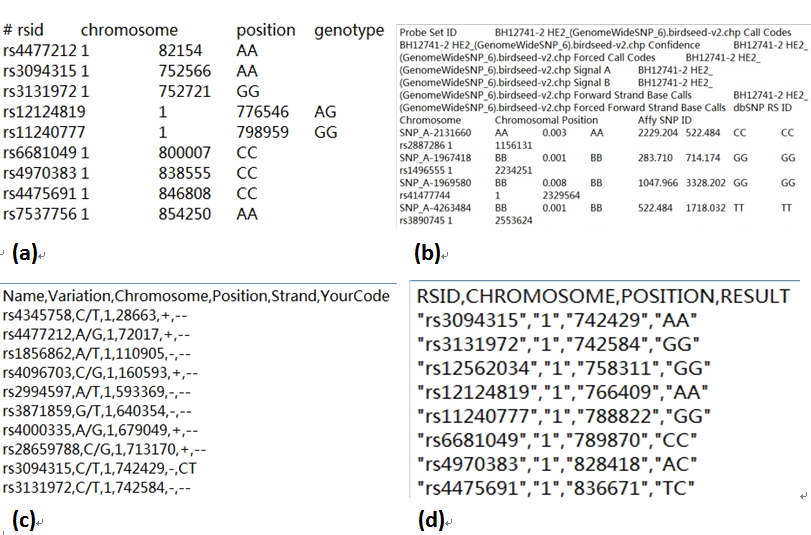 # rsid chromosome position genotype
rs4477212 1 82154 AA
rs3094315 1 752566 AA
rs3131972 1 752721 GG
rs12124819 1 776546 AG
rs11240777 1 798959 GG
rs6681049 1 800007 CC
rs4970383 1 838555 CC
rs4475691 1 846808 CC
rs7537756 1 854250 AA
(a)
Probe Set ID BH12741-2 HE2_(GenomeWideSNP_6).birdseed-v2.chp Call Codes
BH12741-2 HE2_(GenomeWideSNP_6).birdseed-v2.chp Confidence BH12741-2 HE2_
(GenomeWideSNP_6).birdseed-v2.chp Forced Call Codes BH12741-2 HE2_
(GenomeWideSNP_6).birdseed-v2.chp Signal A BH12741-2 HE2_
(GenomeWideSNP_6).birdseed-v2.chp Signal B BH12741-2 HE2_
(GenomeWideSNP_6).birdseed-v2.chp Forward Strand Base Calls BH12741-2 HE2_
(GenomeWideSNP_6).birdseed-v2.chp Forced Forward Strand Base Calls dbSNP RS ID
Chromosome Chromosomal Position Affy SNP ID
SNP_A-2131660 AA 0.003 AA 2229.204 522.484 CC CC
rs2887286 1 1156131
SNP_A-1967418 BB 0.001 BB 283.710 714.174 GG GG
rs1496555 1 2234251
SNP_A-1969580 BB 0.008 BB 1047.966 3328.202 GG GG
rs41477744 1 2329564
SNP_A-4263484 BB 0.001 BB 522.484 1718.032 TT TT
rs3890745 1 2553624
(b)
Name,Variation,Chromosome,Position,Strand,YourCode
rs4345758,C/T,1,28663,+,--
rs4477212,A/G,1,72017,+,--
rs1856862,A/T,1,110905,-,--
rs4096703,C/G,1,160593,+,--
rs2994597,A/T,1,593369,-,--
rs3871859,G/T,1,640354,-,--
rs4000335,A/G,1,679049,+,--
rs28659788,C/G,1,713170,+,--
rs3094315,C/T,1,742429,-,CT
rs3131972,C/T,1,742584,-,--
(c)
RSID,CHROMOSOME,POSITION,RESULT
"rs3094315","1","742429","AA"
"rs3131972","1","742584","GG"
"rs12562034","1","758311","GG"
"rs12124819","1","766409","AA"
"rs11240777","1","788822","GG"
"rs6681049","1","789870","CC"
"rs4970383","1","828418","AC"
"rs4475691","1","836671","TC"
(d)